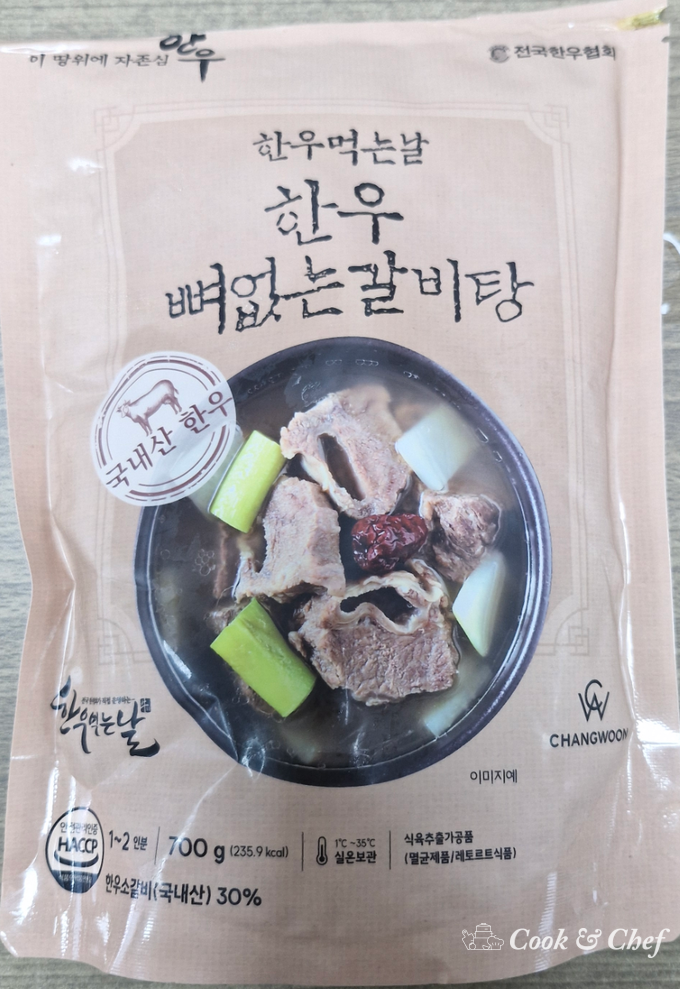 이 땅위에 자존심 한우
전국한우협회
한우먹는날
한우
뼈없는갈비탕
국내산 한우
한우먹는날
CHANGWOON
이미지예
HACCP
1~2 인분
700 g (235.9 kcal)
1℃ ~35℃
실온보관
식육추출가공품
(멸균제품/레토르트식품)
한우소갈비(국내산) 30%
Cook & Chef